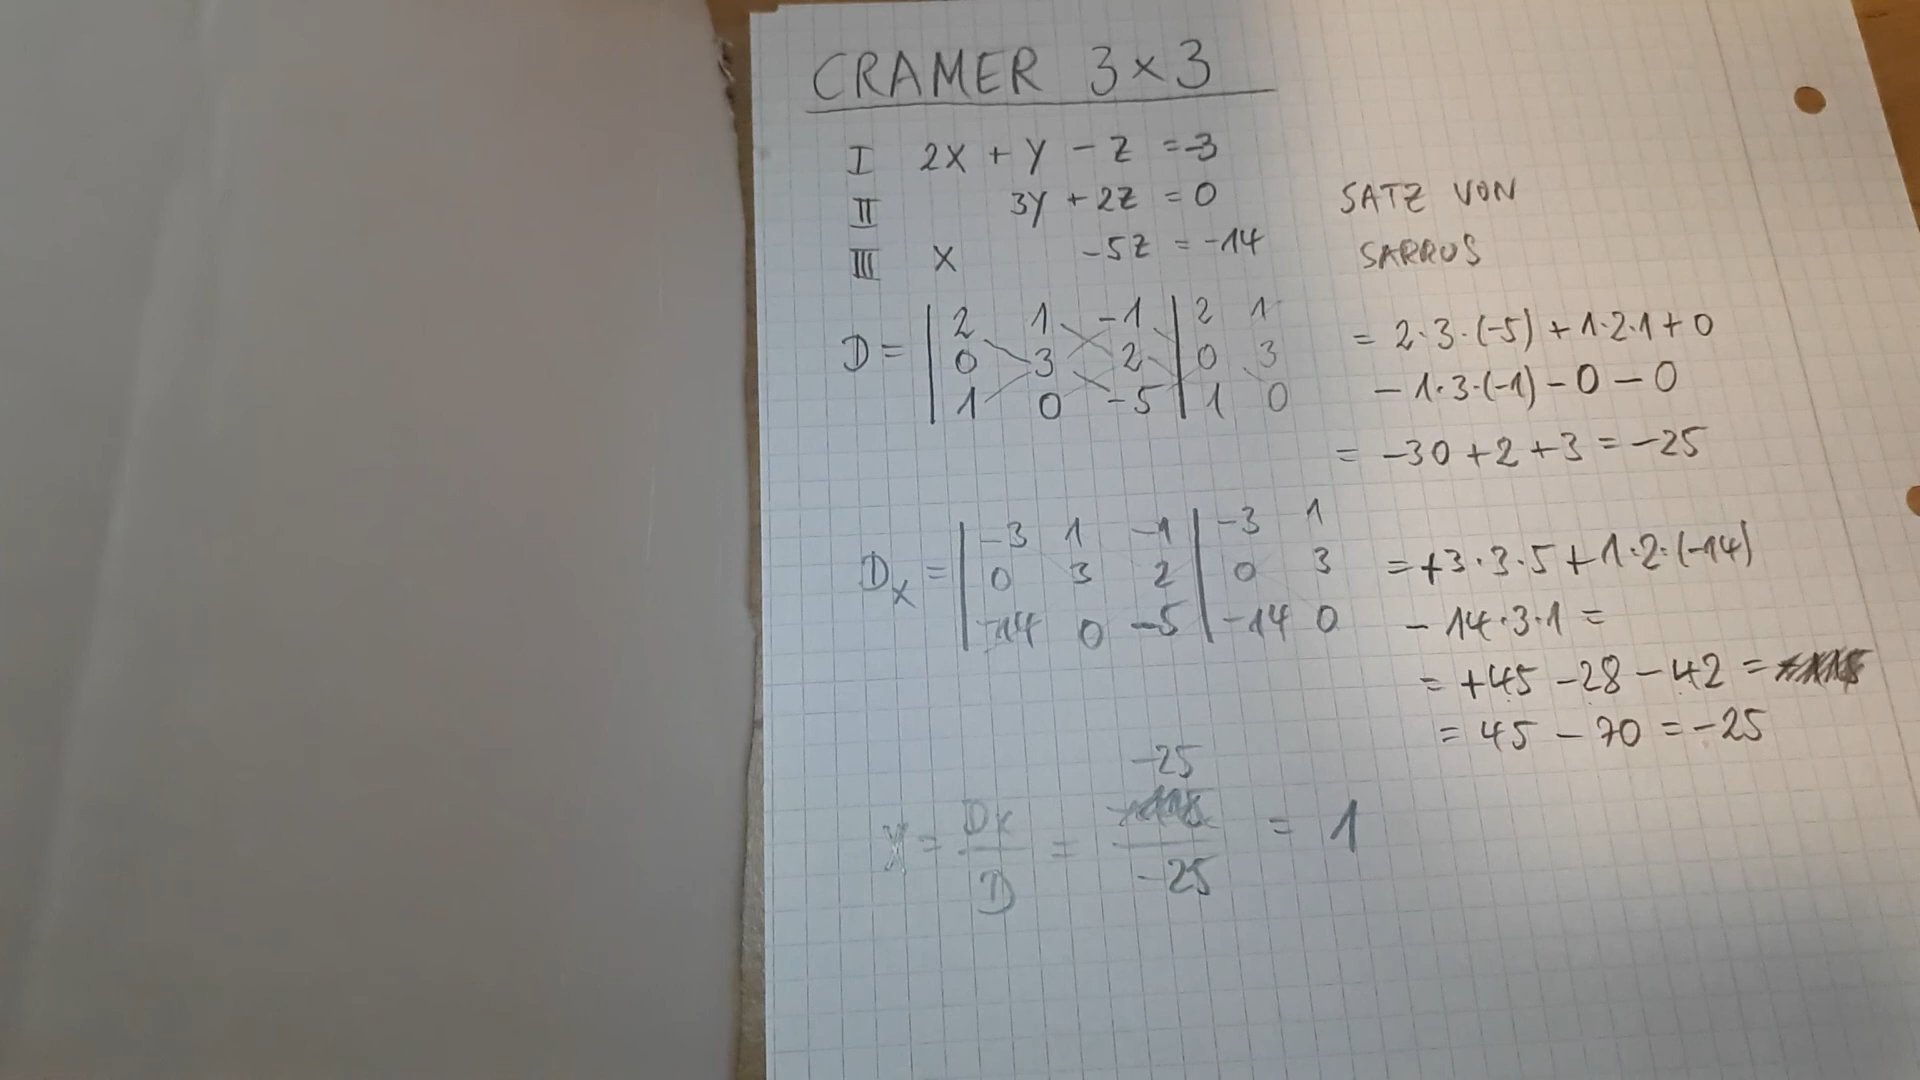 CRAMER 3×3
I 2x + y - z = -3
II 3y + 2z = 0
III x -5z = -14
SATZ VON
SARRUS
D = | 2 1 -1 | 2 1
0 3 2 | 0 3
1 0 -5 | 1 0
= 2·3·(-5) + 1·2·1 + 0
- 1·3·(-1) - 0 - 0
= -30 + 2 + 3 = -25
Dx = | -3 1 -1 | -3 1
0 3 2 | 0 3
-14 0 -5 | -14 0
= +3·3·5 + 1·2·(-14)
- 14·3·1 =
= +45 - 28 - 42 =
= 45 - 70 = -25
x = Dx / D = -25 / -25 = 1